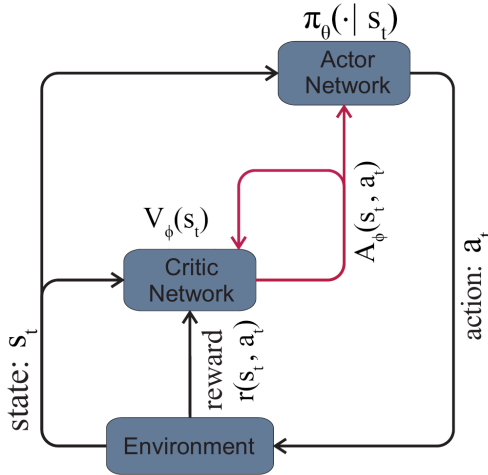 π_θ(·| s_t)
Actor
Network
A_ϕ(s_t, a_t)
V_ϕ(s_t)
Critic
Network
action: a_t
state: s_t
reward
r(s_t, a_t)
Environment